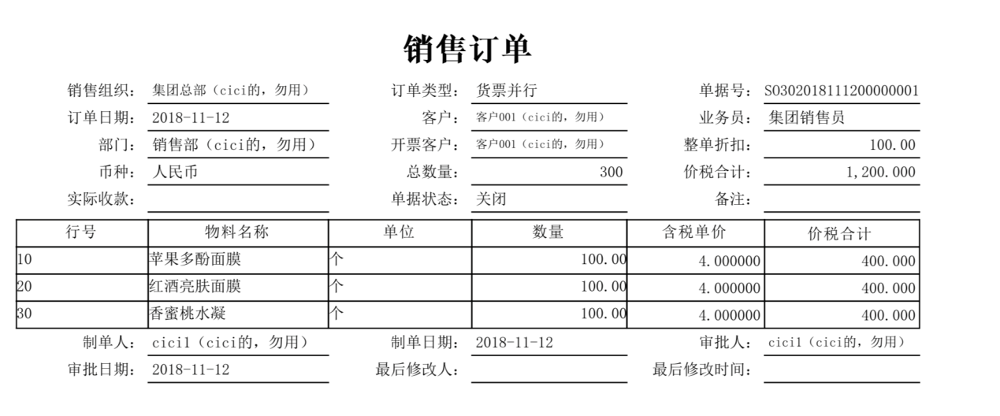 销售订单
销售组织： 集团总部（cici的，勿用） 订单类型： 货票并行 单据号： SO302018111200000001
订单日期： 2018-11-12 客户： 客户001（cici的，勿用） 业务员： 集团销售员
部门： 销售部（cici的，勿用） 开票客户： 客户001（cici的，勿用） 整单折扣： 100.00
币种： 人民币 总数量： 300 价税合计： 1,200.000
实际收款： 单据状态： 关闭 备注：
行号 物料名称 单位 数量 含税单价 价税合计
10 苹果多酚面膜 个 100.00 4.000000 400.000
20 红酒亮肤面膜 个 100.00 4.000000 400.000
30 香蜜桃水凝 个 100.00 4.000000 400.000
制单人： cici1（cici的，勿用） 制单日期： 2018-11-12 审批人： cici1（cici的，勿用）
审批日期： 2018-11-12 最后修改人： 最后修改时间：